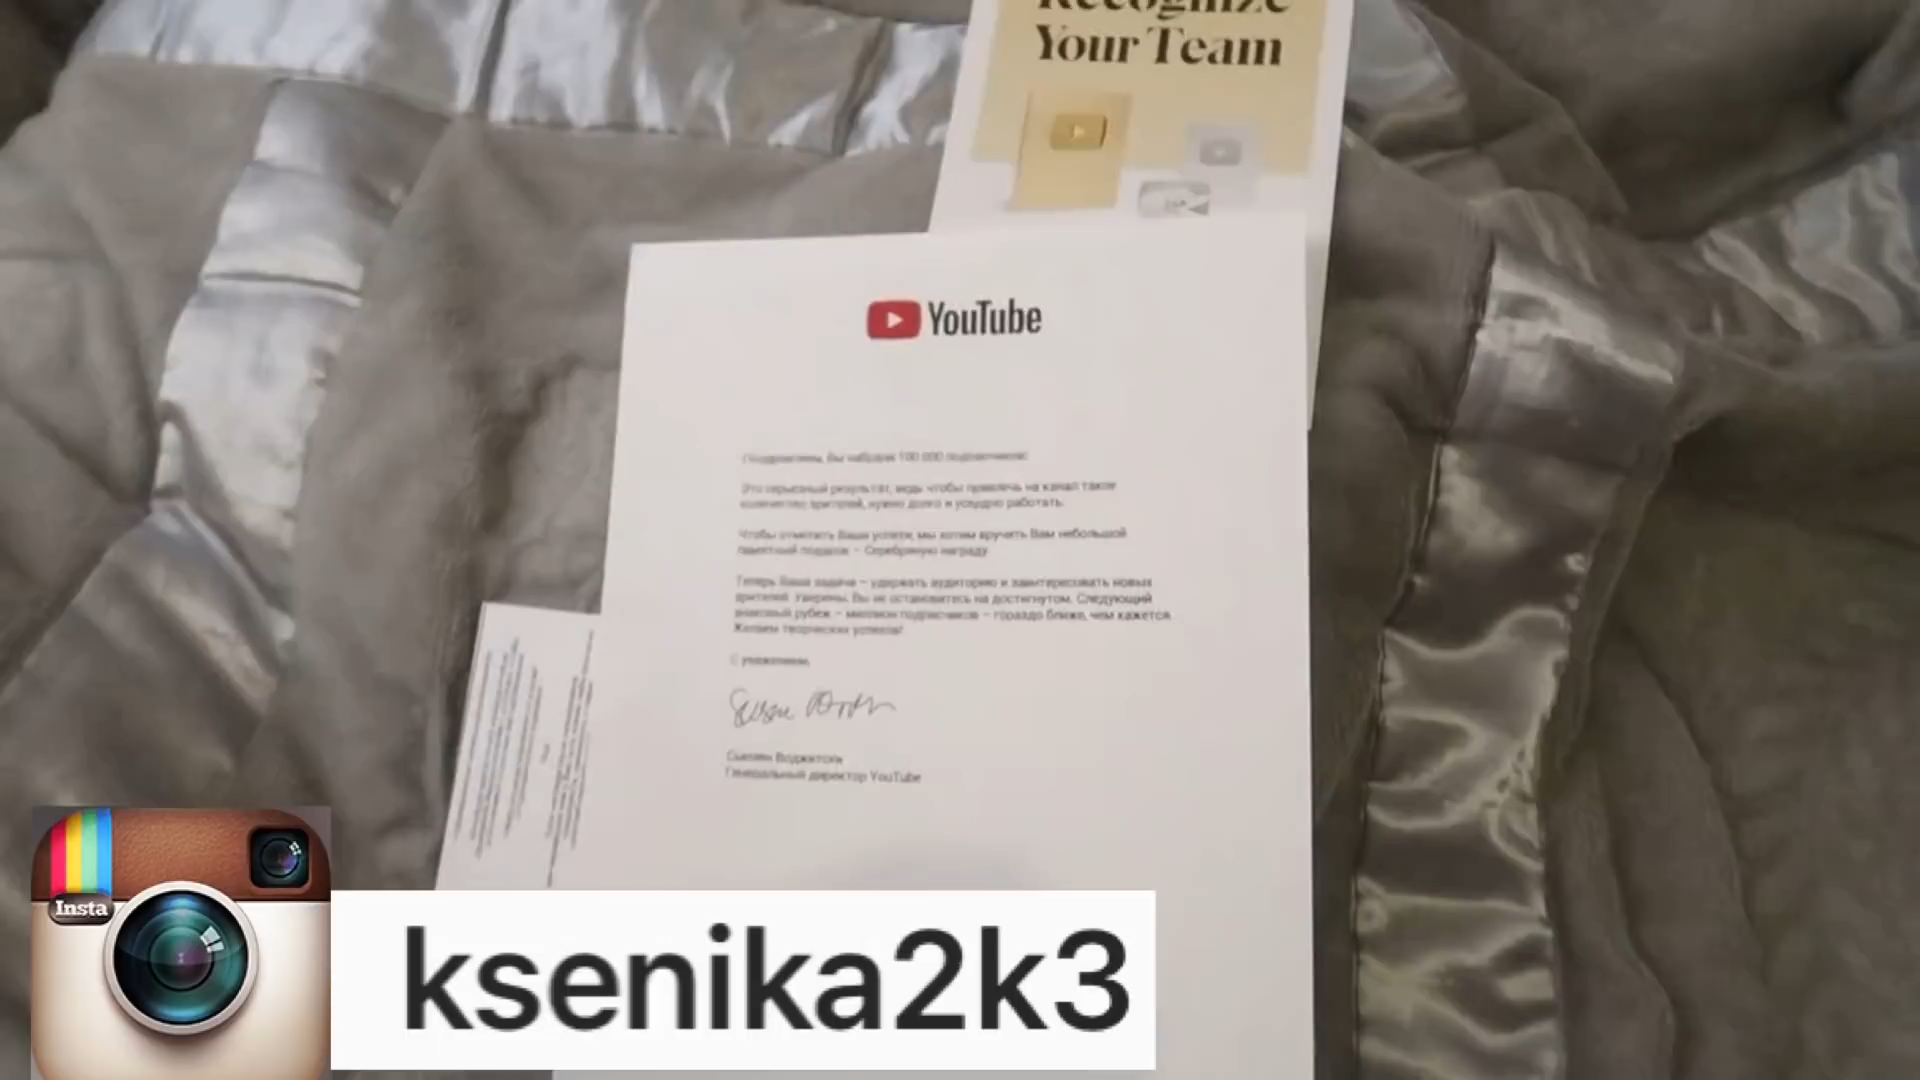 Recognize
Your Team
YouTube
Поздравляем, Вы набрали 100 000 подписчиков!
Это серьезный результат, ведь чтобы привлечь на канал такое
количество зрителей, нужно долго и усердно работать.
Чтобы отметить Ваши успехи, мы хотим вручить Вам небольшой
памятный подарок – Серебряную награду.
Теперь Ваша задача – удержать аудиторию и заинтересовать новых
зрителей. Уверены, Вы не остановитесь на достигнутом. Следующий
знаковый рубеж – миллион подписчиков – гораздо ближе, чем кажется.
Желаем творческих успехов!
С уважением,
Сьюзен Воджитски
Генеральный директор YouTube
Insta
ksenika2k3